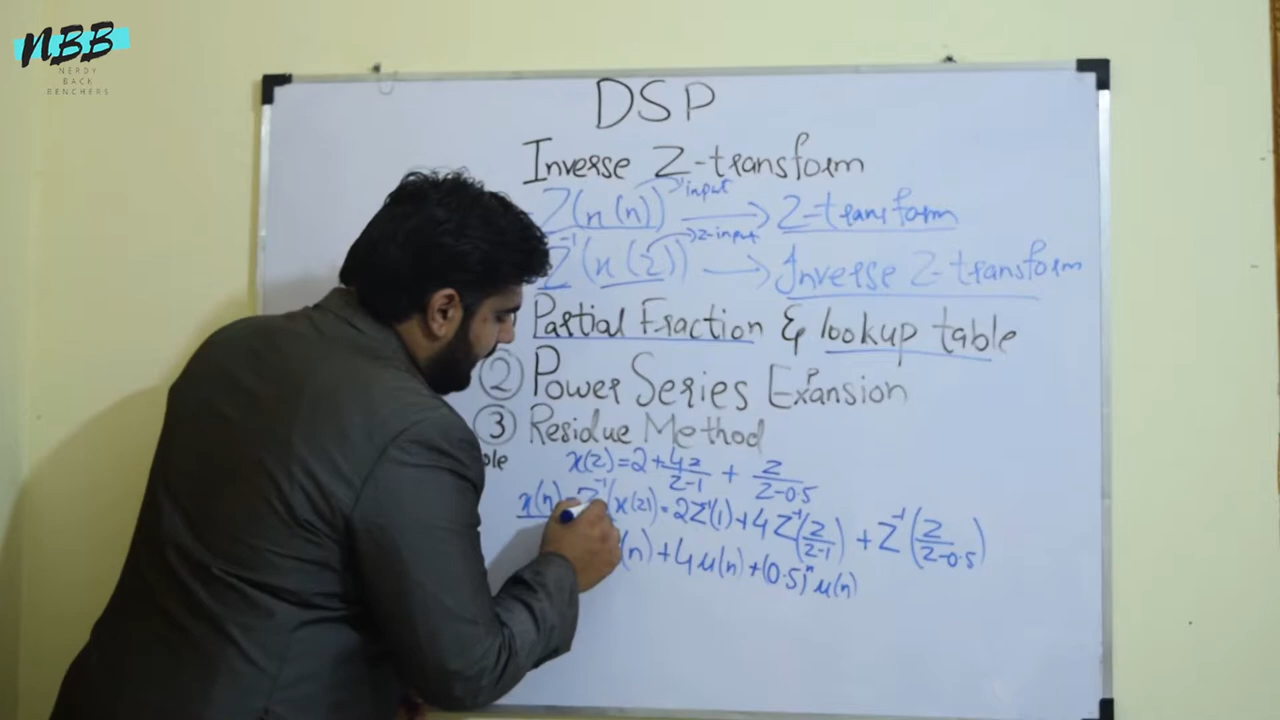 NBB
NERDY
BACK
BENCHERS
DSP
Inverse Z-transform
Z(x(n)) input → Z-transform
Z⁻¹(x(z)) z-input → Inverse Z-transform
Partial Fraction & lookup table
② Power Series Expansion
③ Residue Method
ple x(z)=2+4z/z-1 + z/z-0.5
x(n)=Z⁻¹(x(z))=2Z⁻¹(1)+4Z⁻¹(z/z-1)+Z⁻¹(z/z-0.5)
(n)+4u(n)+(0.5)ⁿu(n)